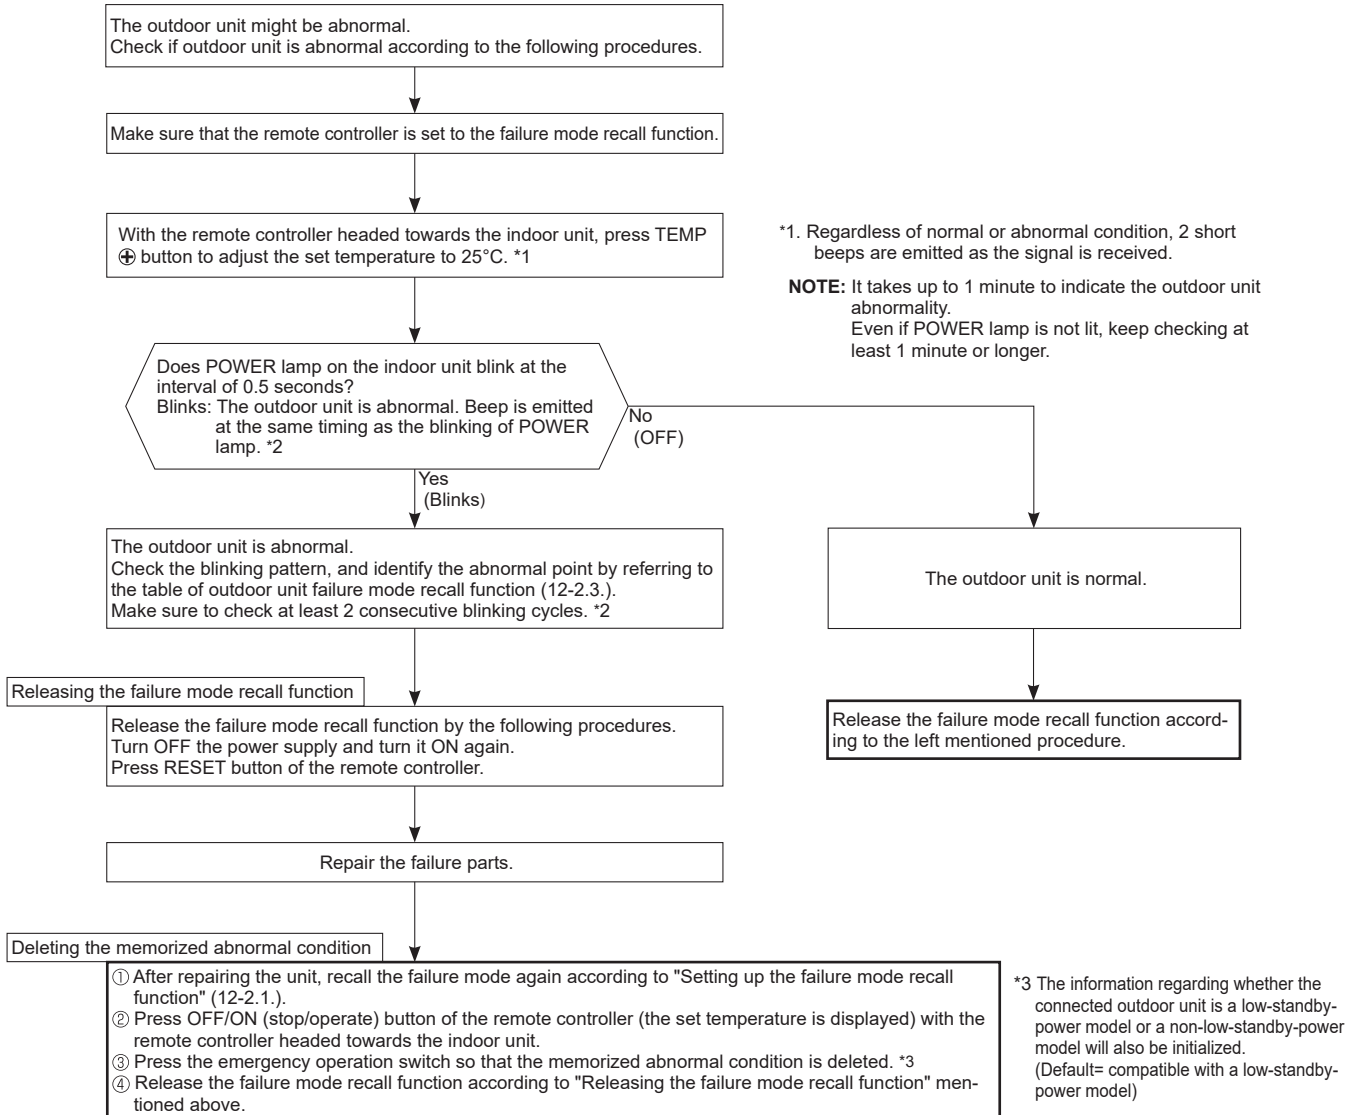 The outdoor unit might be abnormal.
Check if outdoor unit is abnormal according to the following procedures.
Make sure that the remote controller is set to the failure mode recall function.
With the remote controller headed towards the indoor unit, press TEMP
⊕ button to adjust the set temperature to 25°C. *1
*1. Regardless of normal or abnormal condition, 2 short
beeps are emitted as the signal is received.
NOTE: It takes up to 1 minute to indicate the outdoor unit
abnormality.
Even if POWER lamp is not lit, keep checking at
least 1 minute or longer.
Does POWER lamp on the indoor unit blink at the
interval of 0.5 seconds?
Blinks: The outdoor unit is abnormal. Beep is emitted
at the same timing as the blinking of POWER
lamp. *2
No
(OFF)
Yes
(Blinks)
The outdoor unit is abnormal.
Check the blinking pattern, and identify the abnormal point by referring to
the table of outdoor unit failure mode recall function (12-2.3.).
Make sure to check at least 2 consecutive blinking cycles. *2
The outdoor unit is normal.
Releasing the failure mode recall function
Release the failure mode recall function by the following procedures.
Turn OFF the power supply and turn it ON again.
Press RESET button of the remote controller.
Release the failure mode recall function accord-
ing to the left mentioned procedure.
Repair the failure parts.
Deleting the memorized abnormal condition
① After repairing the unit, recall the failure mode again according to "Setting up the failure mode recall
function" (12-2.1.).
② Press OFF/ON (stop/operate) button of the remote controller (the set temperature is displayed) with the
remote controller headed towards the indoor unit.
③ Press the emergency operation switch so that the memorized abnormal condition is deleted. *3
④ Release the failure mode recall function according to "Releasing the failure mode recall function" men-
tioned above.
*3 The information regarding whether the
connected outdoor unit is a low-standby-
power model or a non-low-standby-power
model will also be initialized.
(Default= compatible with a low-standby-
power model)